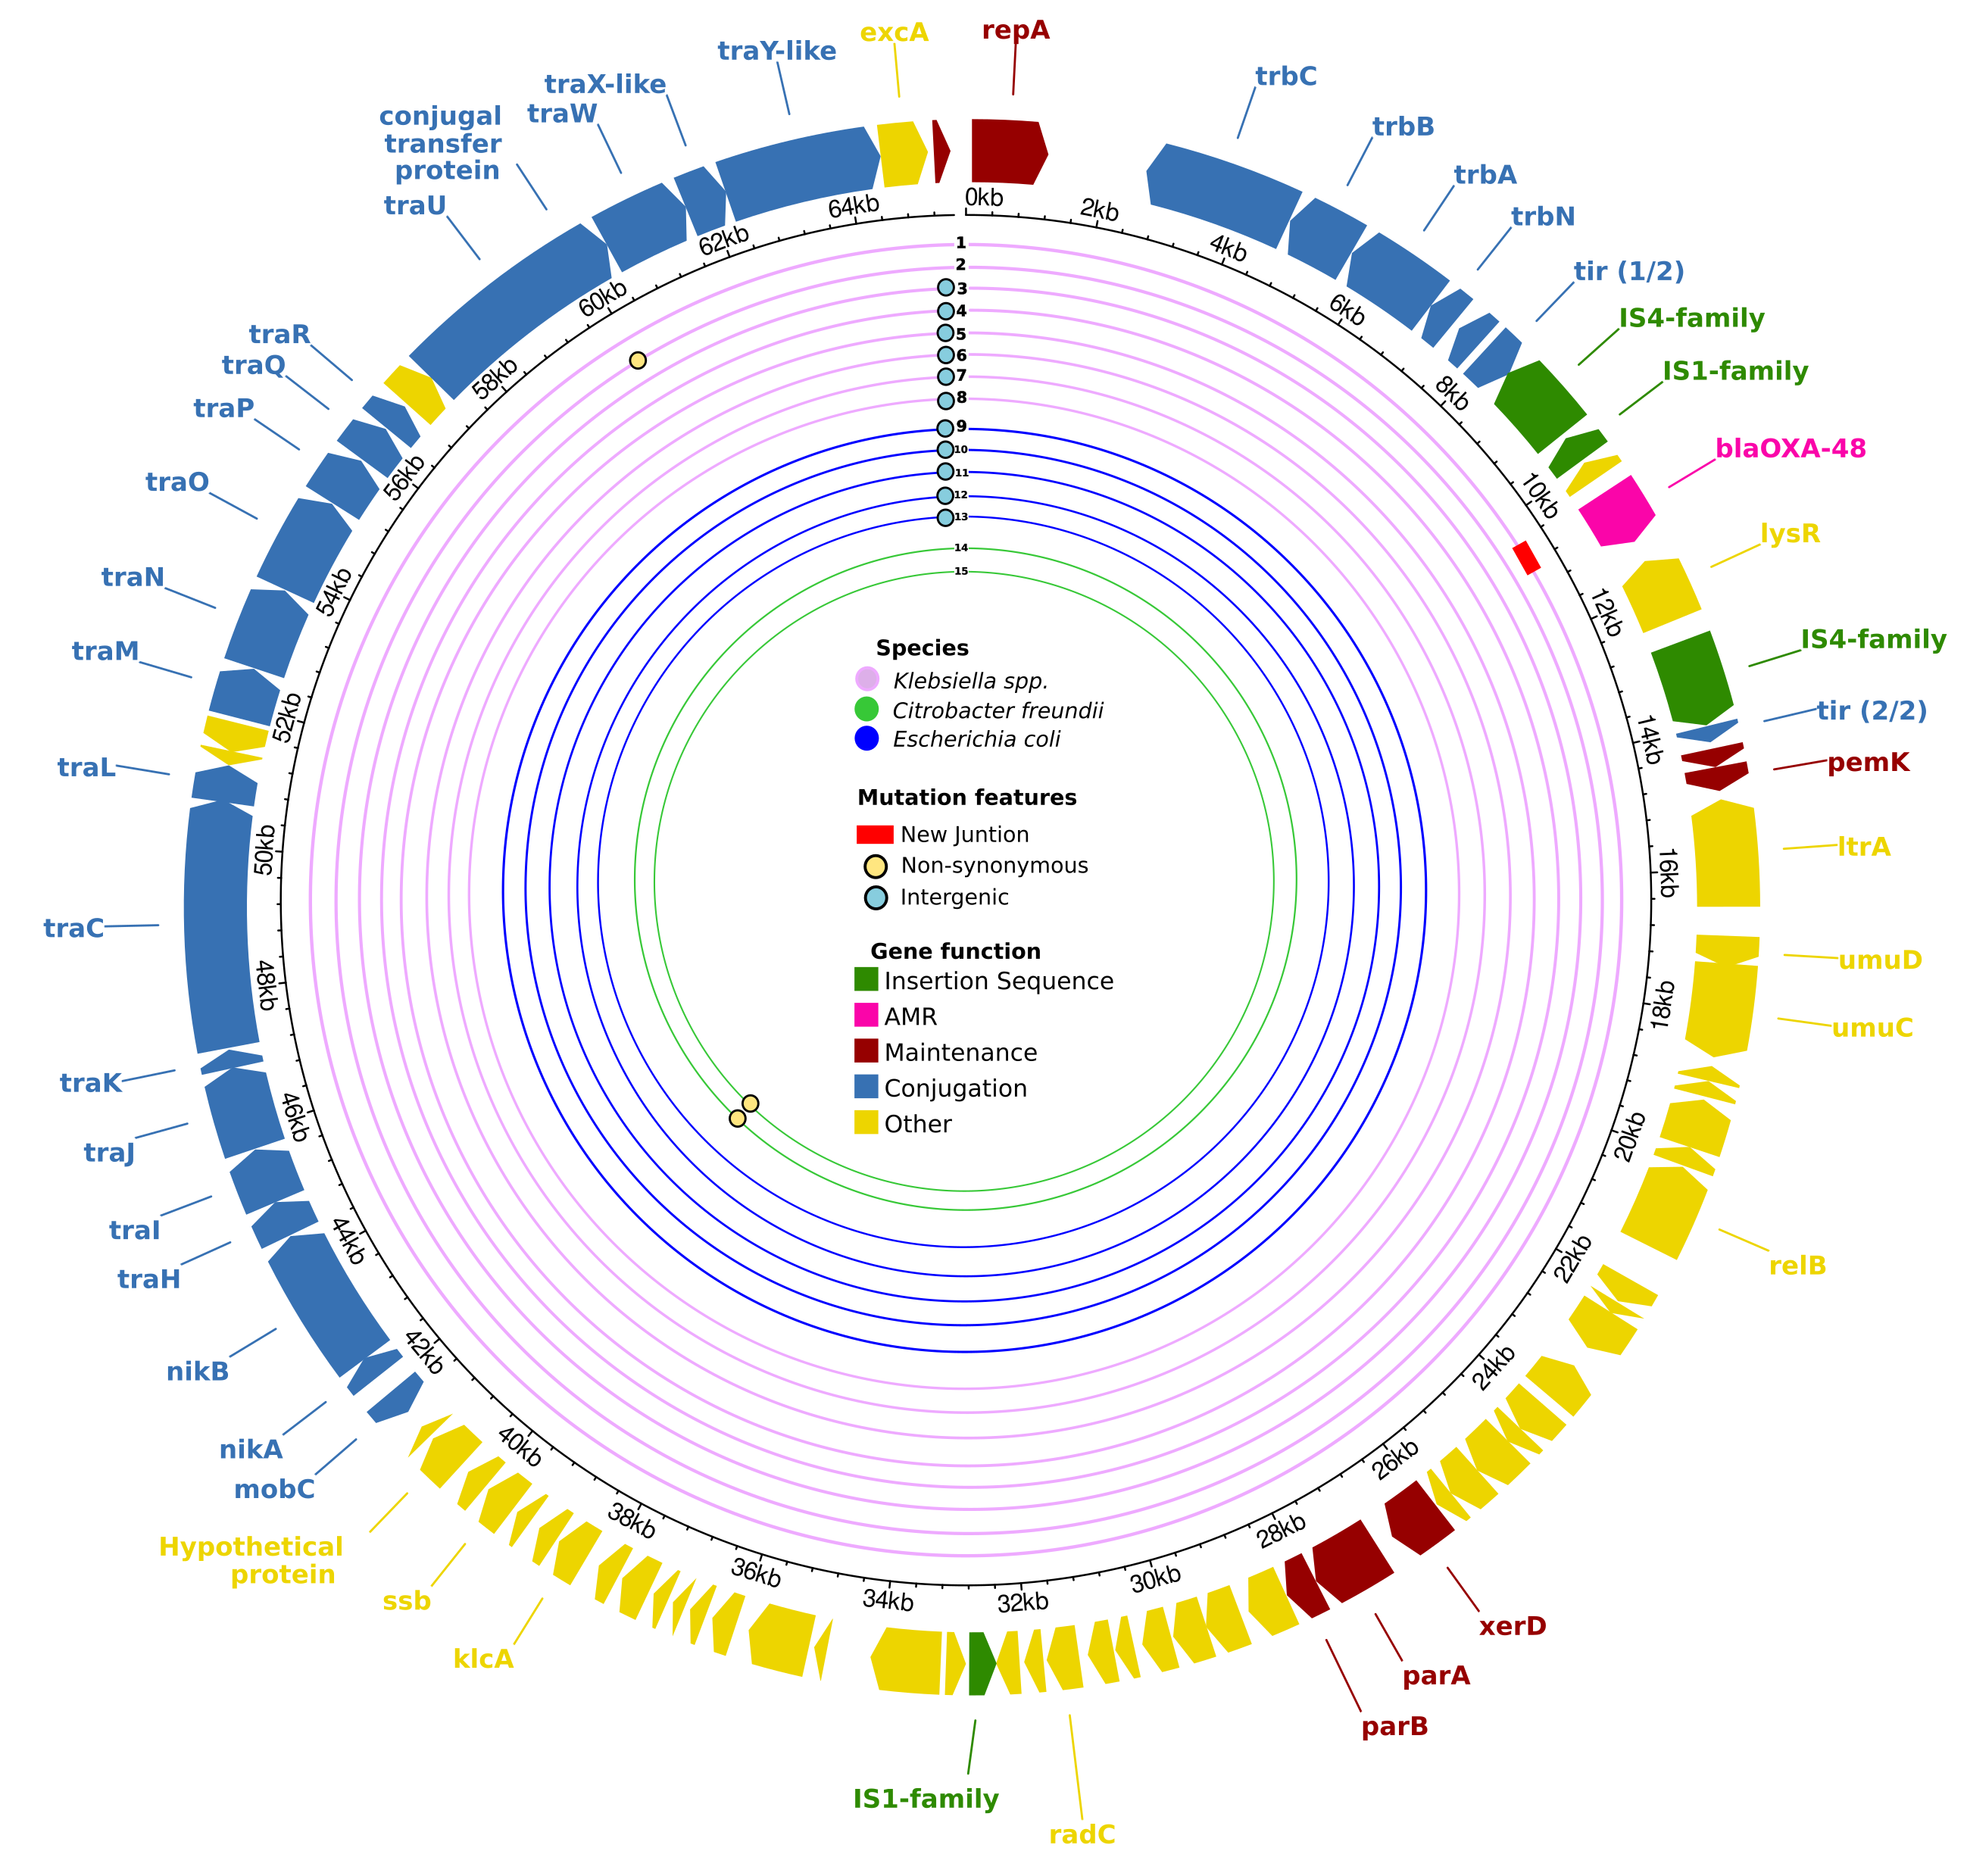 excA
repA
traY-like
traX-like
traW
conjugal
transfer
protein
traU
trbC
trbB
trbA
trbN
tir (1/2)
IS4-family
IS1-family
blaOXA-48
lysR
IS4-family
tir (2/2)
pemK
ltrA
umuD
umuC
relB
xerD
parA
parB
radC
IS1-family
klcA
ssb
Hypothetical
protein
mobC
nikA
nikB
traH
traI
traJ
traK
traC
traL
traM
traN
traO
traP
traQ
traR
0kb
2kb
4kb
6kb
8kb
10kb
12kb
14kb
16kb
18kb
20kb
22kb
24kb
26kb
28kb
30kb
32kb
34kb
36kb
38kb
40kb
42kb
44kb
46kb
48kb
50kb
52kb
54kb
56kb
58kb
60kb
62kb
64kb
1
2
3
4
5
6
7
8
9
10
11
12
13
14
15
Species
Klebsiella spp.
Citrobacter freundii
Escherichia coli
Mutation features
New Juntion
Non-synonymous
Intergenic
Gene function
Insertion Sequence
AMR
Maintenance
Conjugation
Other